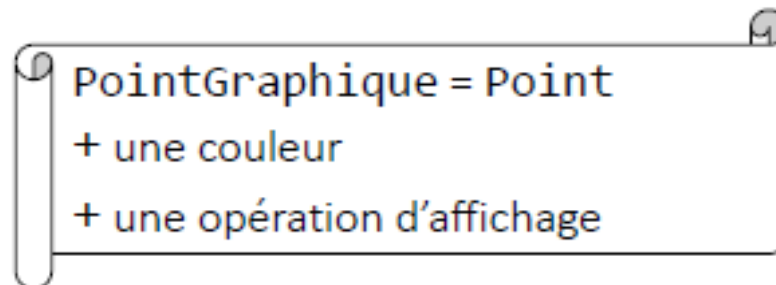 PointGraphique = Point
+ une couleur
+ une opération d’affichage